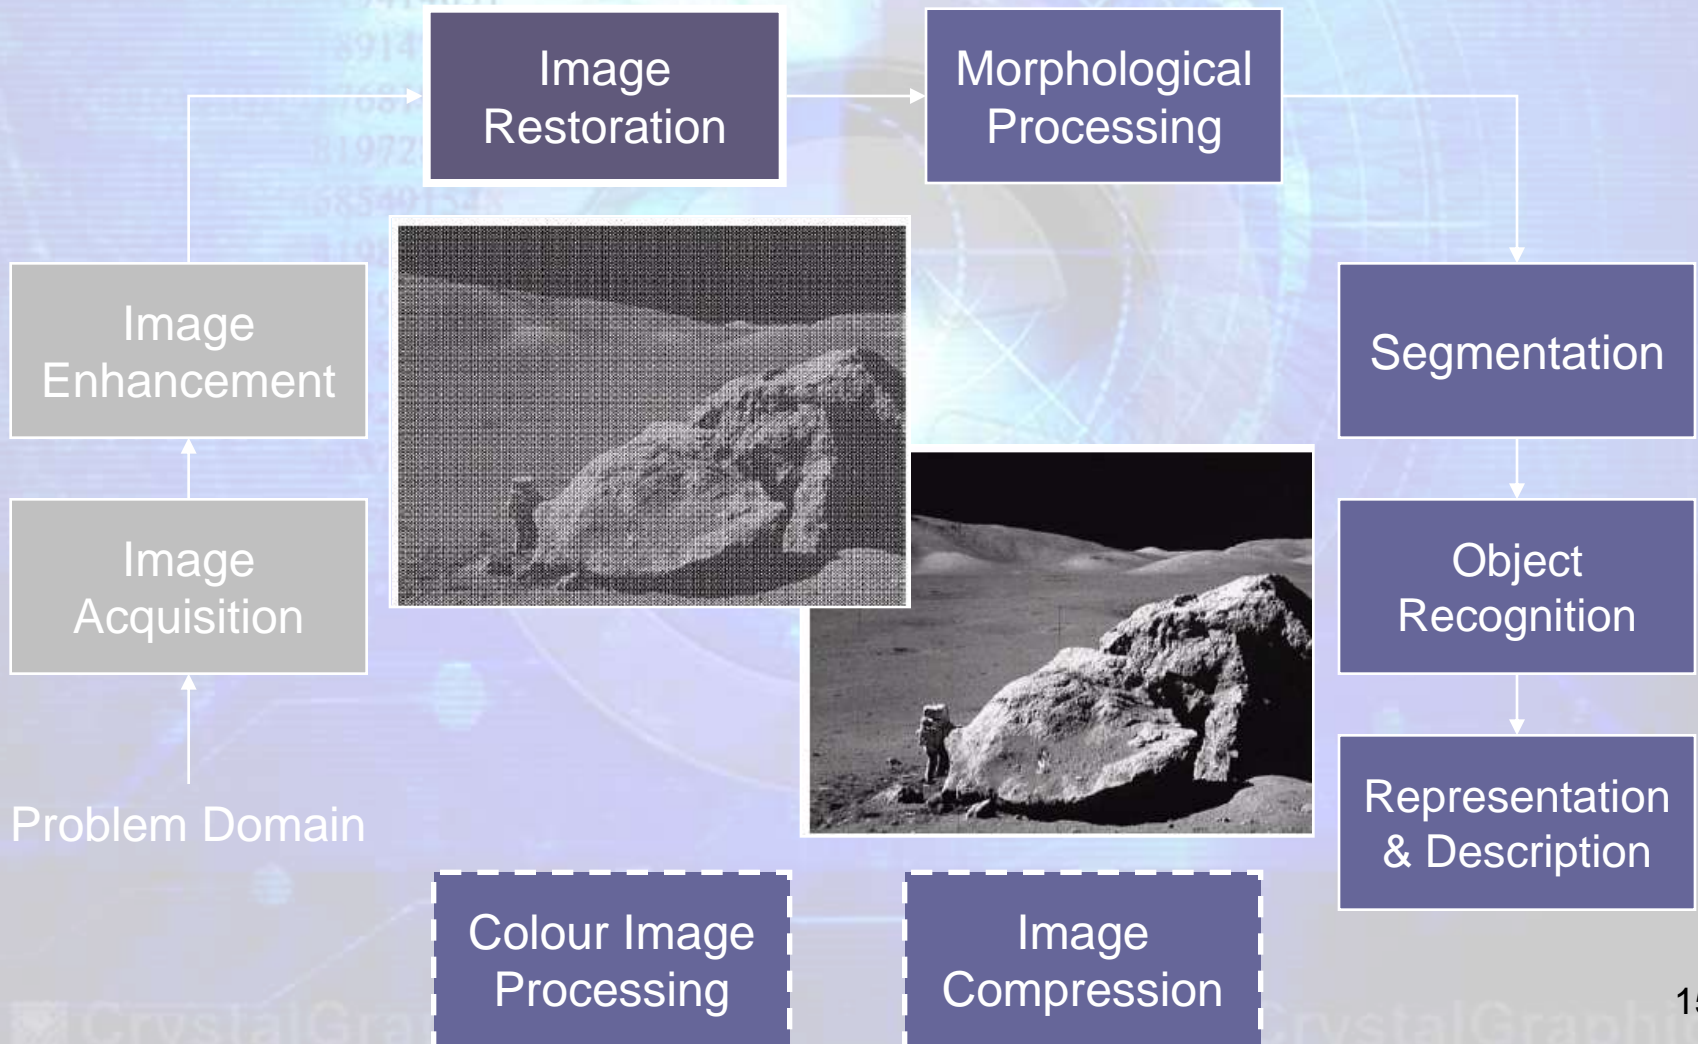 Image
Restoration
Morphological
Processing
Image
Enhancement
Segmentation
Image
Acquisition
Object
Recognition
Problem Domain
Representation
& Description
Colour Image
Processing
Image
Compression
15